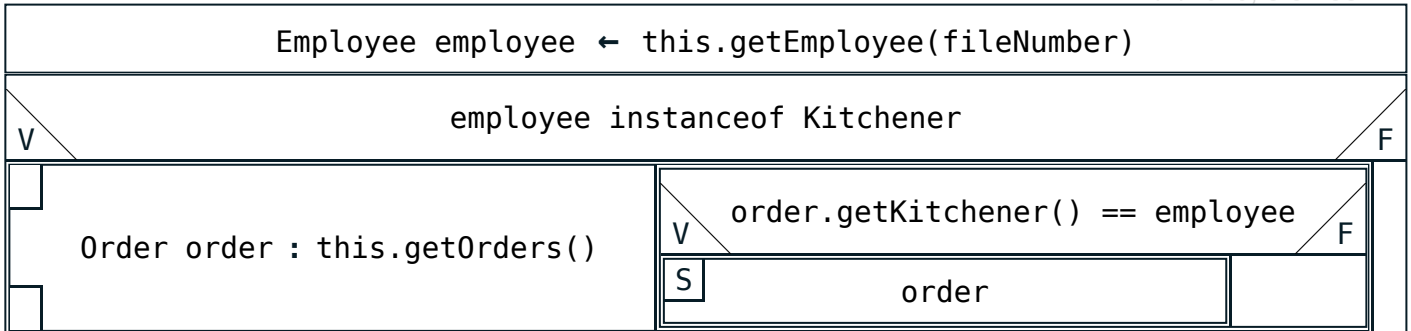 Employee employee ← this.getEmployee(fileNumber)
employee instanceof Kitchener
V
F
Order order : this.getOrders()
order.getKitchener() == employee
V
F
S
order